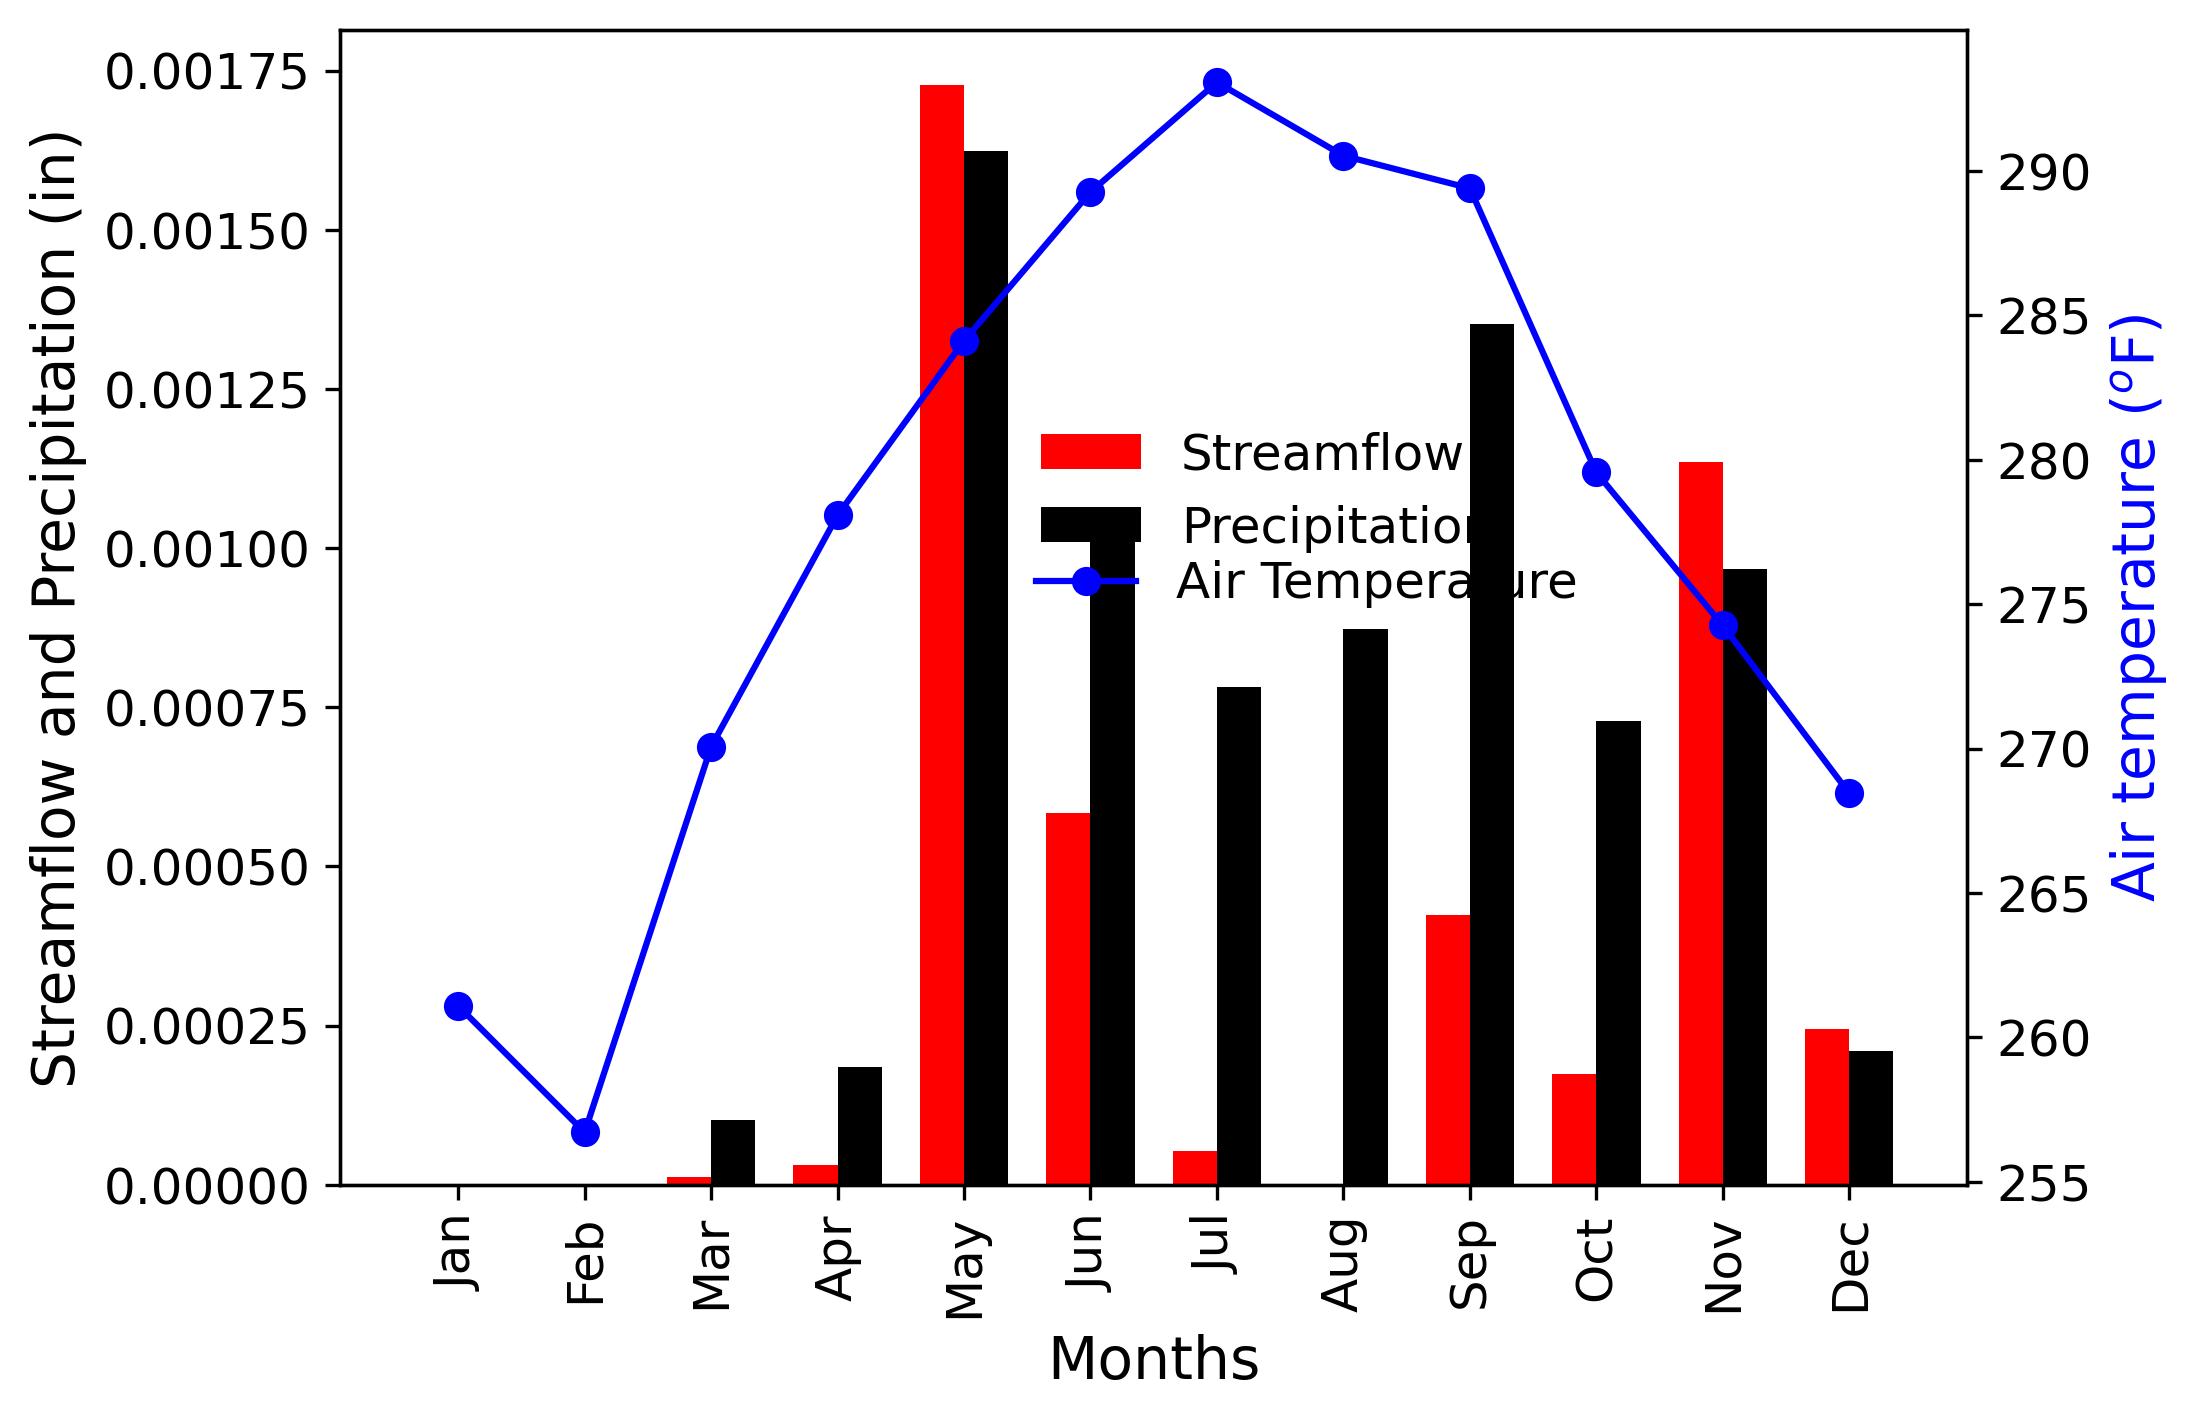 0.00175
0.00150
0.00125
0.00100
0.00075
0.00050
0.00025
0.00000
Streamflow and Precipitation (in)
Streamflow
Precipitation
Air Temperature
290
285
280
275
270
265
260
255
Air temperature (°F)
Jan
Feb
Mar
Apr
May
Jun
Jul
Aug
Sep
Oct
Nov
Dec
Months